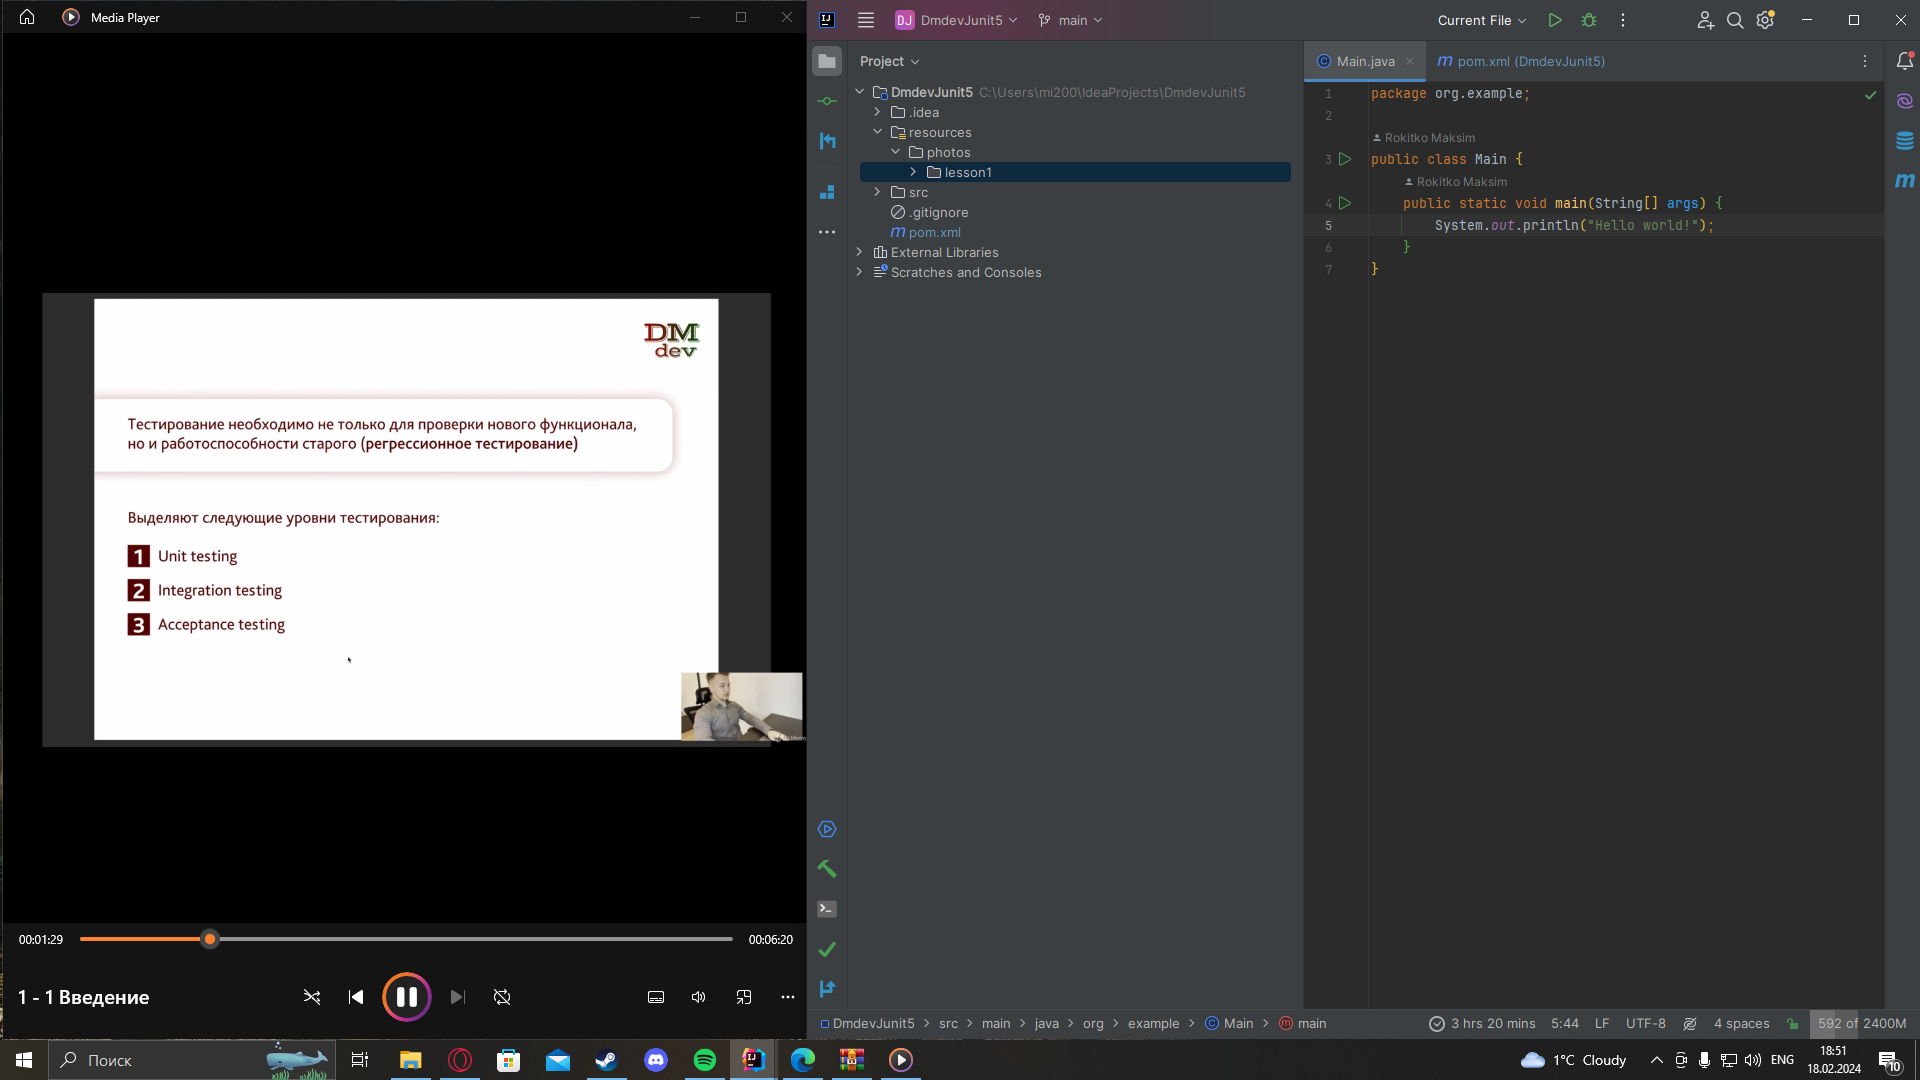 Media Player
DM
dev
Тестирование необходимо не только для проверки нового функционала,
но и работоспособности старого (регрессионное тестирование)
Выделяют следующие уровни тестирования:
1 Unit testing
2 Integration testing
3 Acceptance testing
00:01:29
00:06:20
1 - 1 Введение
DJ DmdevJunit5
main
Current File
Project
DmdevJunit5 C:\Users\mi200\IdeaProjects\DmdevJunit5
.idea
resources
photos
lesson1
src
.gitignore
pom.xml
External Libraries
Scratches and Consoles
Main.java
pom.xml (DmdevJunit5)
1 package org.example;
2
Rokitko Maksim
3 public class Main {
Rokitko Maksim
4 public static void main(String[] args) {
5 System.out.println("Hello world!");
6 }
7 }
DmdevJunit5 > src > main > java > org > example > Main > main
3 hrs 20 mins 5:44 LF UTF-8 4 spaces 592 of 2400M
Поиск
1°C Cloudy
ENG
18:51
18.02.2024
10